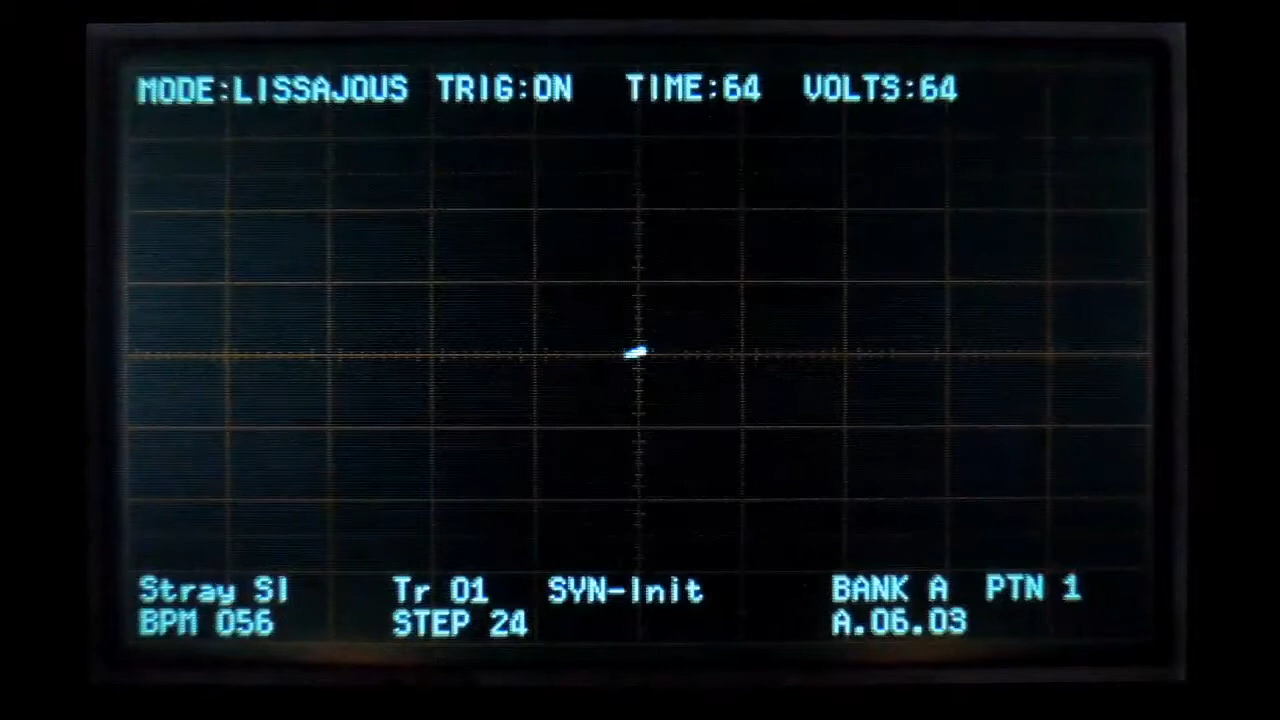 MODE:LISSAJOUS TRIG:ON TIME:64 VOLTS:64
Stray Sl Tr 01 SYN-Init BANK A PTN 1
BPM 056 STEP 24 A.06.03